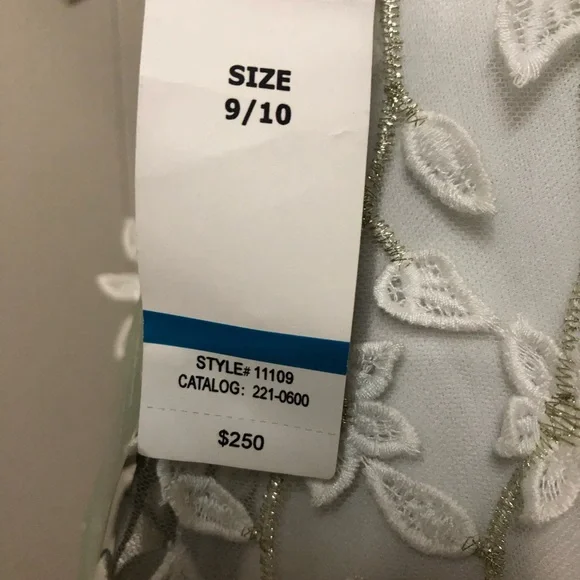 SIZE
9/10
STYLE# 11109
CATALOG: 221-0600
$250